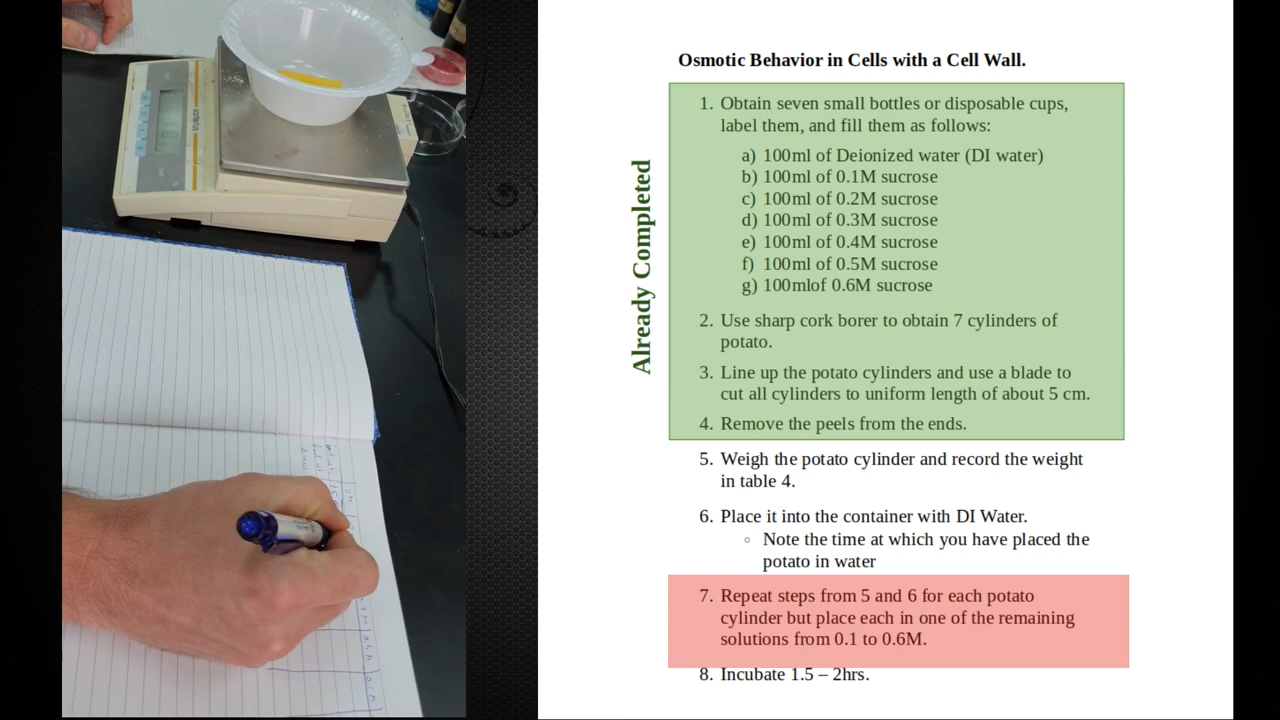 Osmotic Behavior in Cells with a Cell Wall.
Already Completed
1. Obtain seven small bottles or disposable cups,
label them, and fill them as follows:
a) 100ml of Deionized water (DI water)
b) 100ml of 0.1M sucrose
c) 100ml of 0.2M sucrose
d) 100ml of 0.3M sucrose
e) 100ml of 0.4M sucrose
f) 100ml of 0.5M sucrose
g) 100mlof 0.6M sucrose
2. Use sharp cork borer to obtain 7 cylinders of
potato.
3. Line up the potato cylinders and use a blade to
cut all cylinders to uniform length of about 5 cm.
4. Remove the peels from the ends.
5. Weigh the potato cylinder and record the weight
in table 4.
6. Place it into the container with DI Water.
◦ Note the time at which you have placed the
potato in water
7. Repeat steps from 5 and 6 for each potato
cylinder but place each in one of the remaining
solutions from 0.1 to 0.6M.
8. Incubate 1.5 – 2hrs.